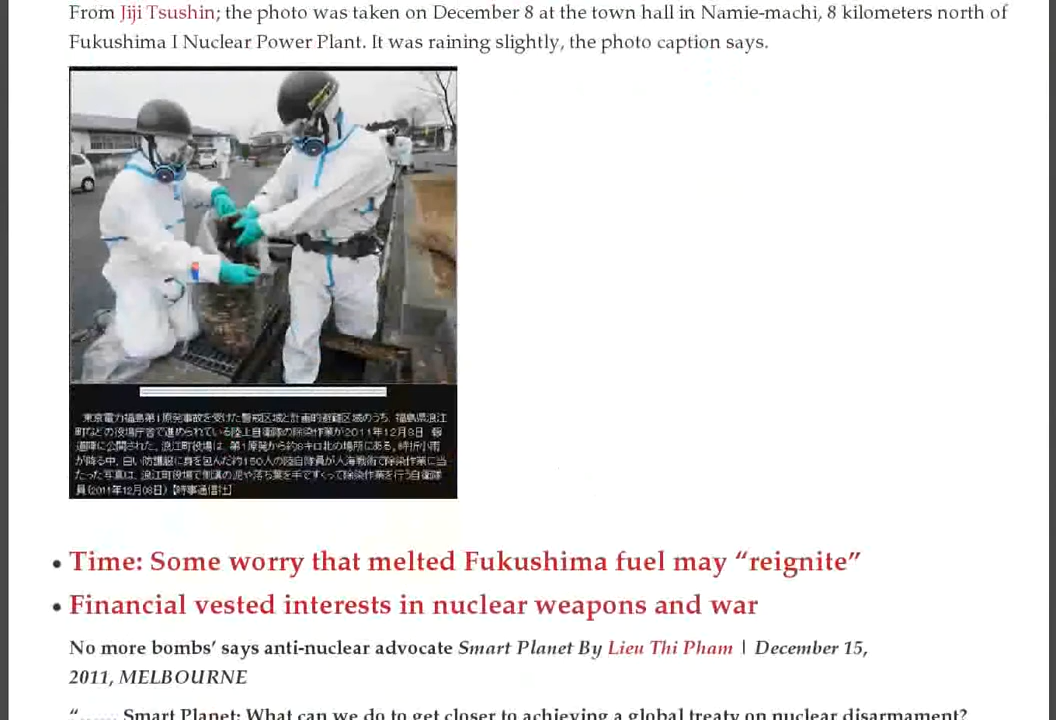 From Jiji Tsushin; the photo was taken on December 8 at the town hall in Namie-machi, 8 kilometers north of
Fukushima I Nuclear Power Plant. It was raining slightly, the photo caption says.
東京電力福島第1原発事故を受けた警戒区域と計画的避難区域のうち、福島県浪江
町などの役場庁舎で進められている陸上自衛隊の除染作業が2011年12月8日、報
道陣に公開された。浪江町役場は、第1原発から約8キロ北の場所にある。時折小雨
が降る中、白い防護服に身を包んだ約150人の陸自隊員が人海戦術で除染作業に当
たった写真は、浪江町役場で側溝の泥や落ち葉を手ですくって除染作業を行う自衛隊
員(2011年12月08日)【時事通信社】
• Time: Some worry that melted Fukushima fuel may “reignite”
• Financial vested interests in nuclear weapons and war
No more bombs’ says anti-nuclear advocate Smart Planet By Lieu Thi Pham | December 15,
2011, MELBOURNE
“…… Smart Planet: What can we do to get closer to achieving a global treaty on nuclear disarmament?